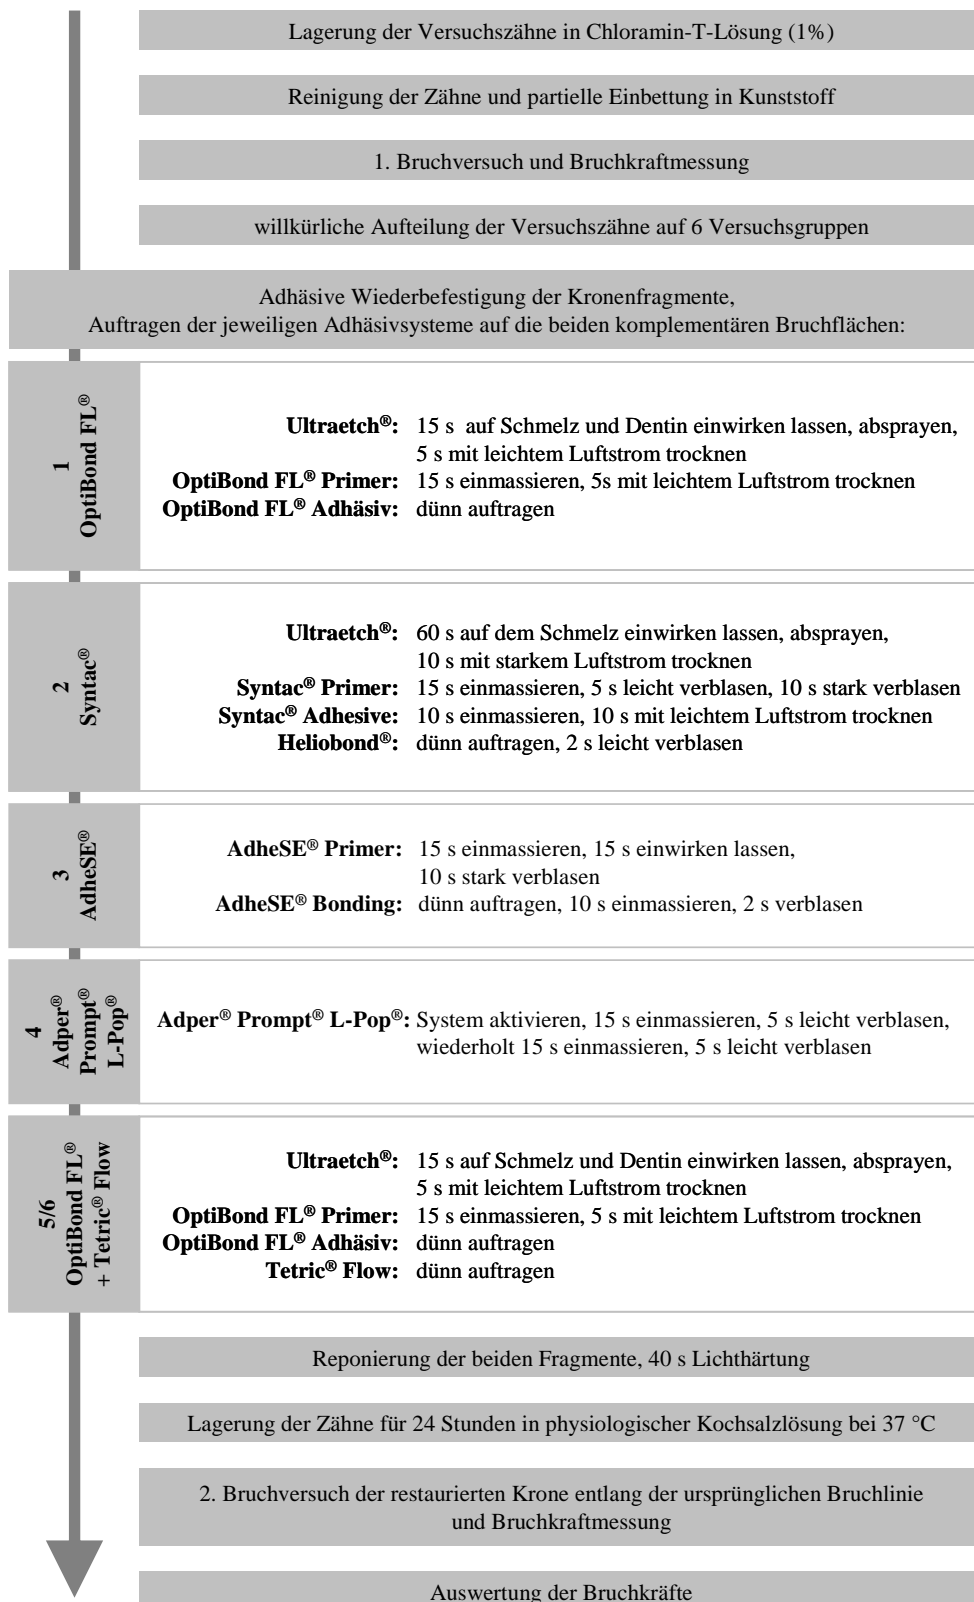 Lagerung der Versuchszähne in Chloramin-T-Lösung (1%)
Reinigung der Zähne und partielle Einbettung in Kunststoff
1. Bruchversuch und Bruchkraftmessung
willkürliche Aufteilung der Versuchszähne auf 6 Versuchsgruppen
Adhäsive Wiederbefestigung der Kronenfragmente,
Auftragen der jeweiligen Adhäsivsysteme auf die beiden komplementären Bruchflächen:
1
OptiBond FL®
Ultraetch®: 15 s auf Schmelz und Dentin einwirken lassen, absprayen,
5 s mit leichtem Luftstrom trocknen
OptiBond FL® Primer: 15 s einmassieren, 5s mit leichtem Luftstrom trocknen
OptiBond FL® Adhäsiv: dünn auftragen
2
Syntac®
Ultraetch®: 60 s auf dem Schmelz einwirken lassen, absprayen,
10 s mit starkem Luftstrom trocknen
Syntac® Primer: 15 s einmassieren, 5 s leicht verblasen, 10 s stark verblasen
Syntac® Adhesive: 10 s einmassieren, 10 s mit leichtem Luftstrom trocknen
Heliobond®: dünn auftragen, 2 s leicht verblasen
3
AdheSE®
AdheSE® Primer: 15 s einmassieren, 15 s einwirken lassen,
10 s stark verblasen
AdheSE® Bonding: dünn auftragen, 10 s einmassieren, 2 s verblasen
4
Adper®
Prompt®
L-Pop®
Adper® Prompt® L-Pop®: System aktivieren, 15 s einmassieren, 5 s leicht verblasen,
wiederholt 15 s einmassieren, 5 s leicht verblasen
5/6
OptiBond FL®
+ Tetric® Flow
Ultraetch®: 15 s auf Schmelz und Dentin einwirken lassen, absprayen,
5 s mit leichtem Luftstrom trocknen
OptiBond FL® Primer: 15 s einmassieren, 5 s mit leichtem Luftstrom trocknen
OptiBond FL® Adhäsiv: dünn auftragen
Tetric® Flow: dünn auftragen
Reponierung der beiden Fragmente, 40 s Lichthärtung
Lagerung der Zähne für 24 Stunden in physiologischer Kochsalzlösung bei 37 °C
2. Bruchversuch der restaurierten Krone entlang der ursprünglichen Bruchlinie
und Bruchkraftmessung
Auswertung der Bruchkräfte